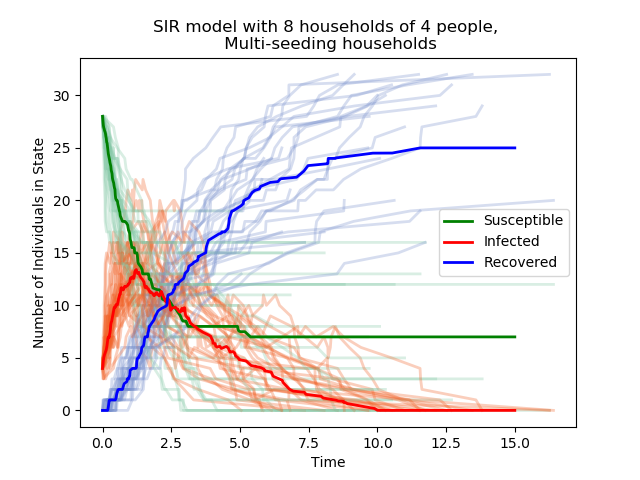 SIR model with 8 households of 4 people,
Multi-seeding households
Number of Individuals in State
30
25
20
15
10
5
0
Susceptible
Infected
Recovered
0.0 2.5 5.0 7.5 10.0 12.5 15.0
Time